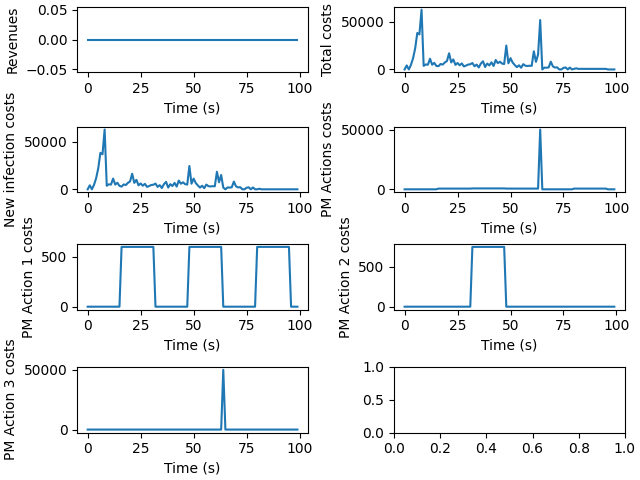 Revenues
0.05
0.00
−0.05
0 25 50 75 100
Time (s)
Total costs
50000
0
0 25 50 75 100
Time (s)
New infection costs
50000
0
0 25 50 75 100
Time (s)
PM Actions costs
50000
0
0 25 50 75 100
Time (s)
PM Action 1 costs
500
0
0 25 50 75 100
Time (s)
PM Action 2 costs
500
0
0 25 50 75 100
Time (s)
PM Action 3 costs
50000
0
0 25 50 75 100
Time (s)
1.0
0.5
0.0
0.0 0.2 0.4 0.6 0.8 1.0